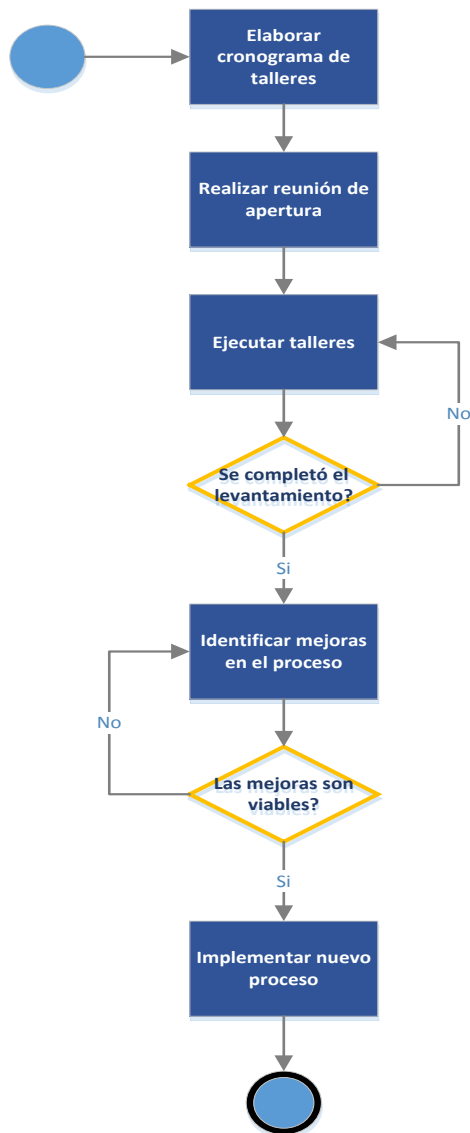 Elaborar
cronograma de
talleres
Realizar reunión de
apertura
Ejecutar talleres
No
Se completó el
levantamiento?
Si
Identificar mejoras
en el proceso
No
Las mejoras son
viables?
Si
Implementar nuevo
proceso